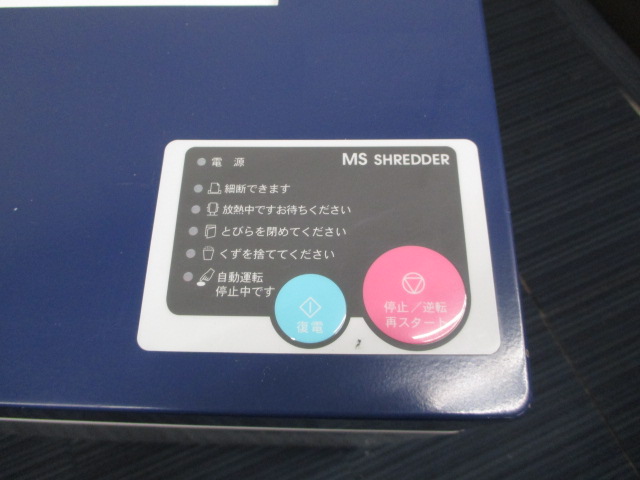 電源
MS SHREDDER
細断できます
放熱中ですお待ちください
とびらを閉めてください
くずを捨ててください
自動運転
停止中です
復電
停止/逆転
再スタート